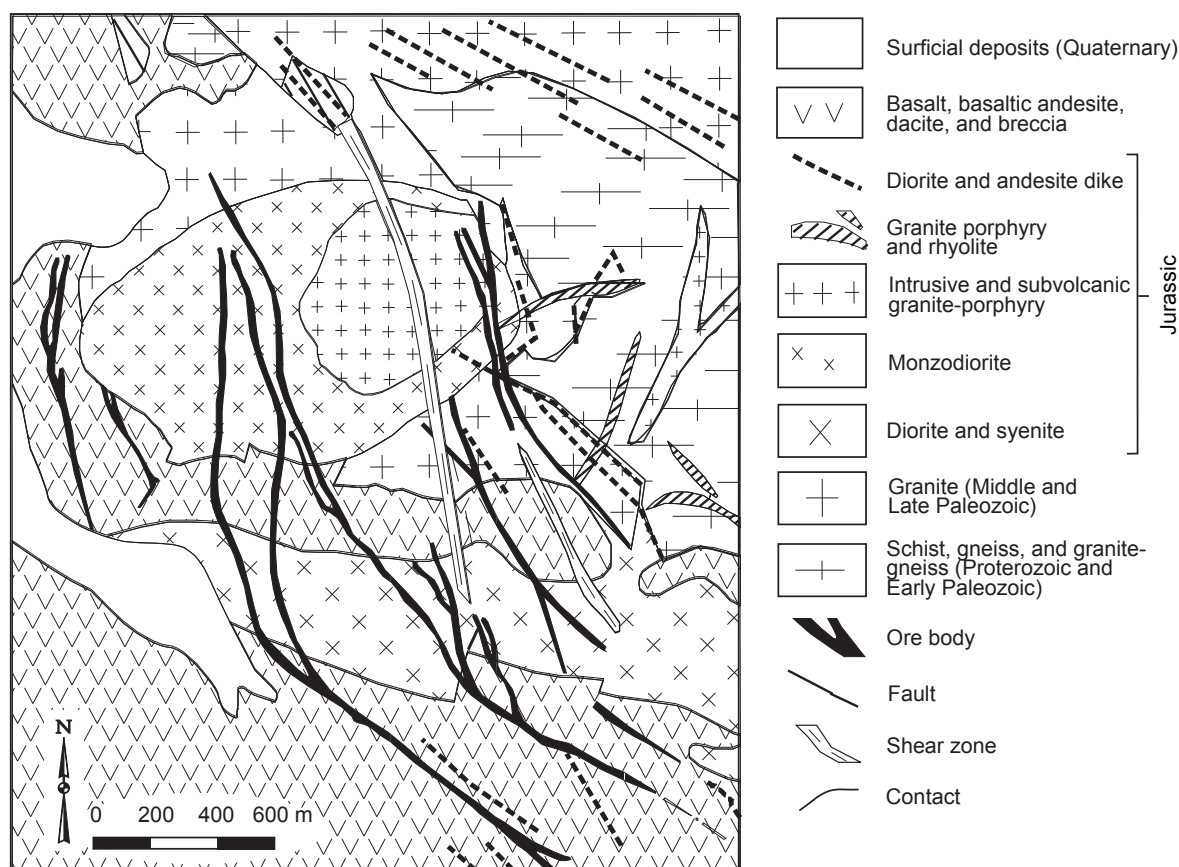 Surficial deposits (Quaternary)
Basalt, basaltic andesite,
dacite, and breccia
Diorite and andesite dike
Granite porphyry
and rhyolite
Intrusive and subvolcanic
granite-porphyry
Monzodiorite
Diorite and syenite
Jurassic
Granite (Middle and
Late Paleozoic)
Schist, gneiss, and granite-
gneiss (Proterozoic and
Early Paleozoic)
Ore body
Fault
Shear zone
Contact
N
0 200 400 600 m